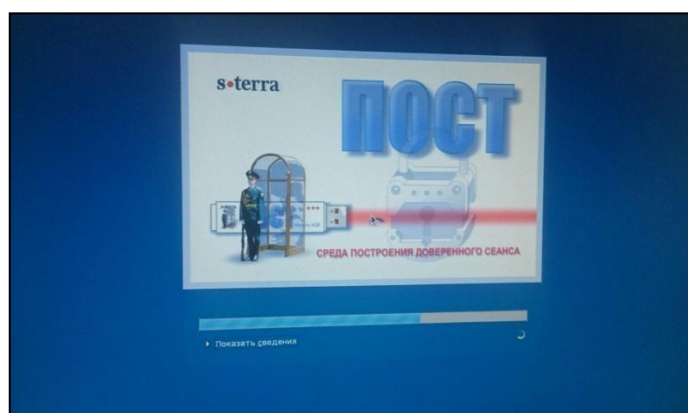 s•terra
ПОСТ
СРЕДА ПОСТРОЕНИЯ ДОВЕРЕННОГО СЕАНСА
Показать сведения